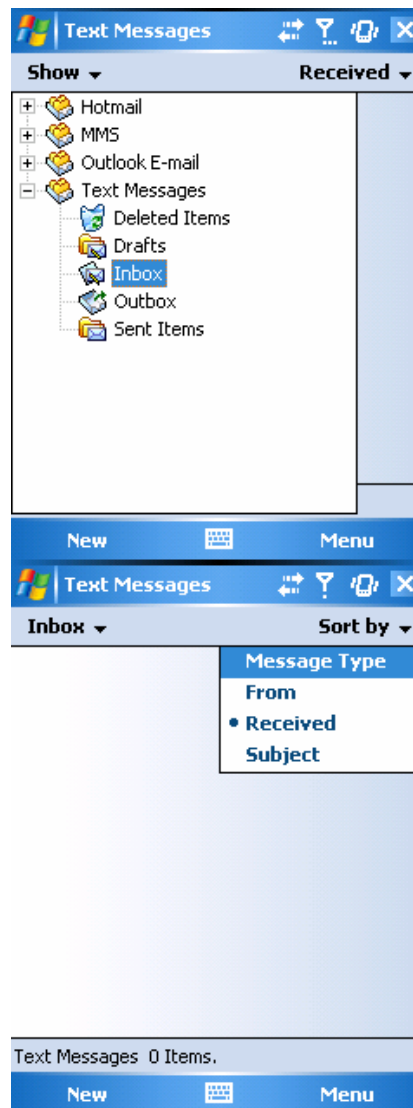 Text Messages
Show Received
Hotmail
MMS
Outlook E-mail
Text Messages
Deleted Items
Drafts
Inbox
Outbox
Sent Items
New Menu
Text Messages
Inbox Sort by
Message Type
From
Received
Subject
Text Messages 0 Items.
New Menu